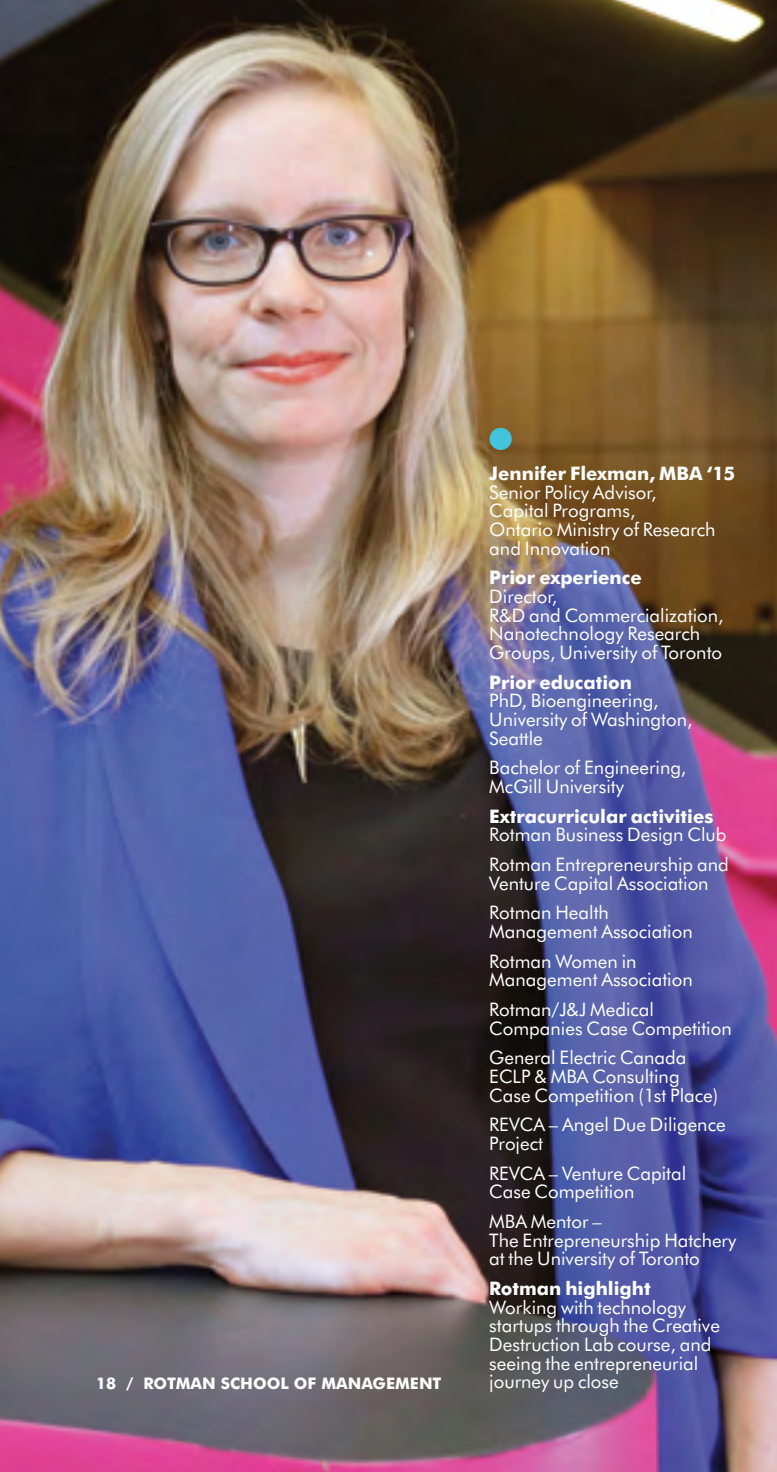 Jennifer Flexman, MBA ‘15
Senior Policy Advisor,
Capital Programs,
Ontario Ministry of Research
and Innovation
Prior experience
Director,
R&D and Commercialization,
Nanotechnology Research
Groups, University of Toronto
Prior education
PhD, Bioengineering,
University of Washington,
Seattle
Bachelor of Engineering,
McGill University
Extracurricular activities
Rotman Business Design Club
Rotman Entrepreneurship and
Venture Capital Association
Rotman Health
Management Association
Rotman Women in
Management Association
Rotman/J&J Medical
Companies Case Competition
General Electric Canada
ECLP & MBA Consulting
Case Competition (1st Place)
REVCA – Angel Due Diligence
Project
REVCA – Venture Capital
Case Competition
MBA Mentor –
The Entrepreneurship Hatchery
at the University of Toronto
Rotman highlight
Working with technology
startups through the Creative
Destruction Lab course, and
seeing the entrepreneurial
journey up close
18 / ROTMAN SCHOOL OF MANAGEMENT